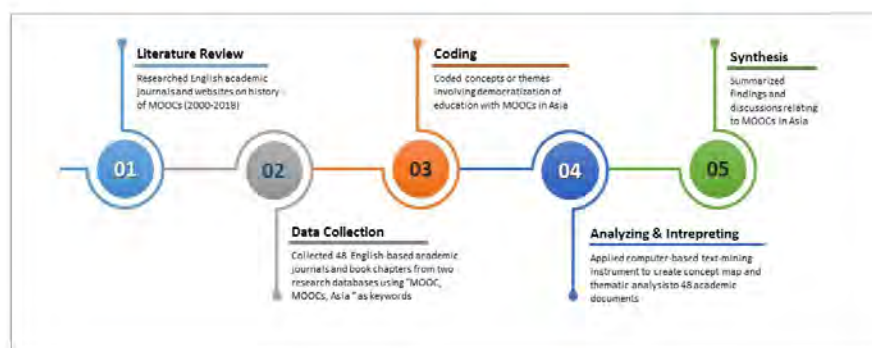 01
Literature Review
Researched English academic
journals and websites on history
of MOOCs (2000-2018)
02
Data Collection
Collected 48 English-based academic
journals and book chapters from two
research databases using "MOOC,
MOOCs, Asia " as keywords
03
Coding
Coded concepts or themes
involving democratization of
education with MOOCs in Asia
04
Analyzing & Intrepreting
Applied computer-based text-mining
instrument to create concept map and
thematic analysis to 48 academic
documents
05
Synthesis
Summarized
findings and
discussions relating
to MOOCs in Asia